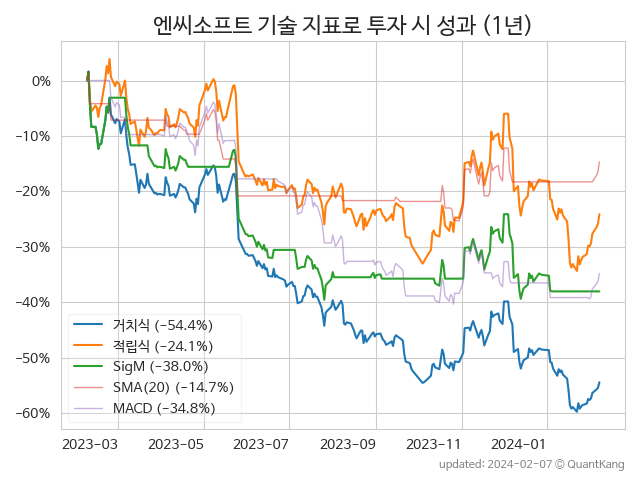 엔씨소프트 기술 지표로 투자 시 성과 (1년)
0%
−10%
−20%
−30%
−40%
−50%
−60%
거치식 (−54.4%)
적립식 (−24.1%)
SigM (−38.0%)
SMA(20) (−14.7%)
MACD (−34.8%)
2023−03 2023−05 2023−07 2023−09 2023−11 2024−01
updated: 2024−02−07 © QuantKang